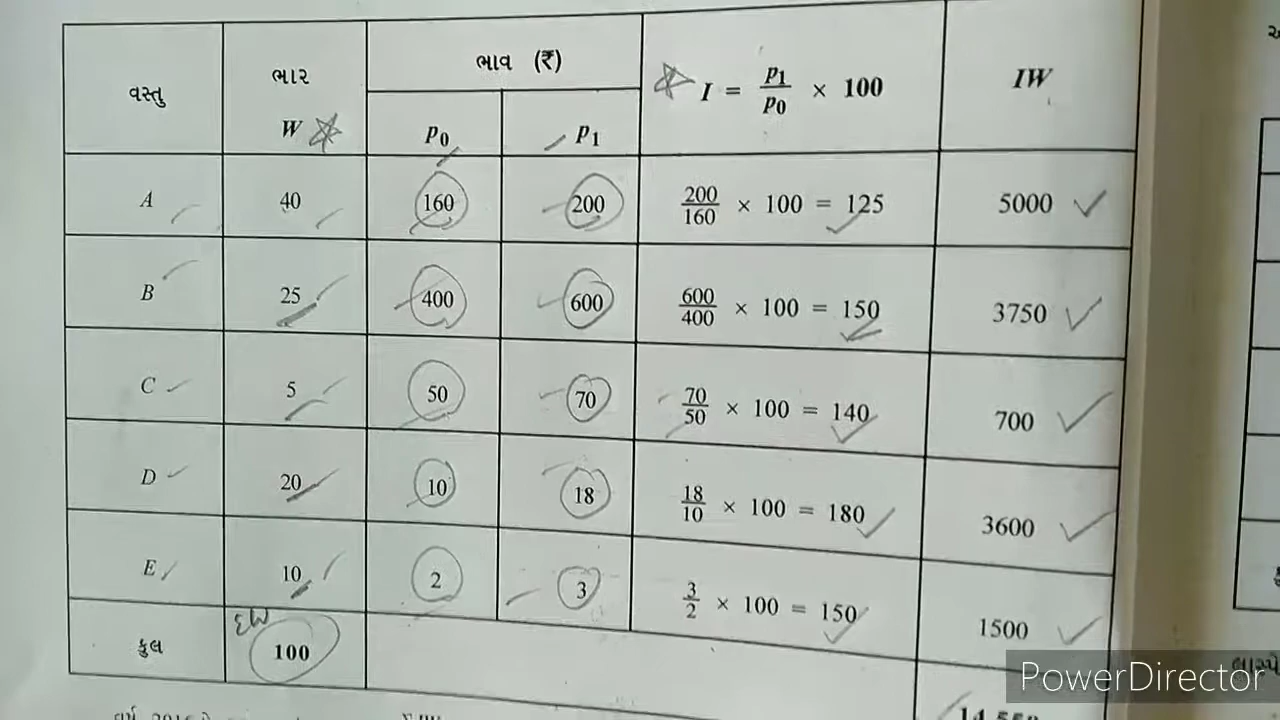 વસ્તુ ભાર W ભાવ (₹) I = p1/p0 × 100 IW
p0 p1
A 40 160 200 200/160 × 100 = 125 5000
B 25 400 600 600/400 × 100 = 150 3750
C 5 50 70 70/50 × 100 = 140 700
D 20 10 18 18/10 × 100 = 180 3600
E 10 2 3 3/2 × 100 = 150 1500
કુલ ΣW 100
PowerDirector